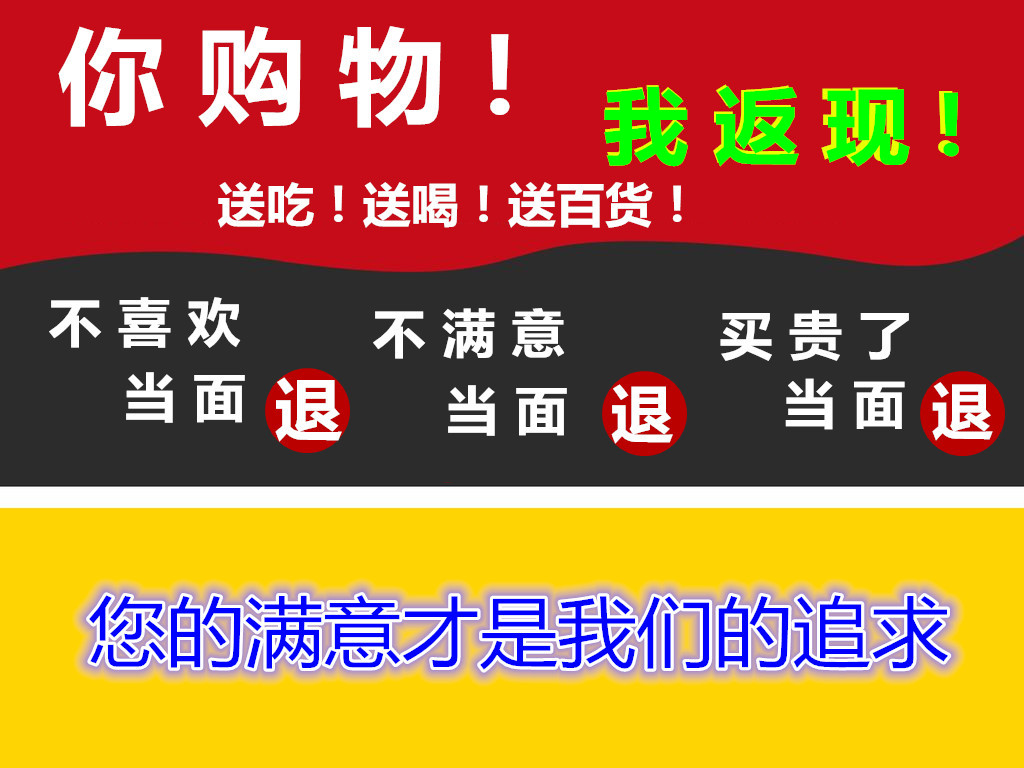 你购物！
我返现！
送吃！送喝！送百货！
不喜欢
当面退
不满意
当面退
买贵了
当面退
您的满意才是我们的追求